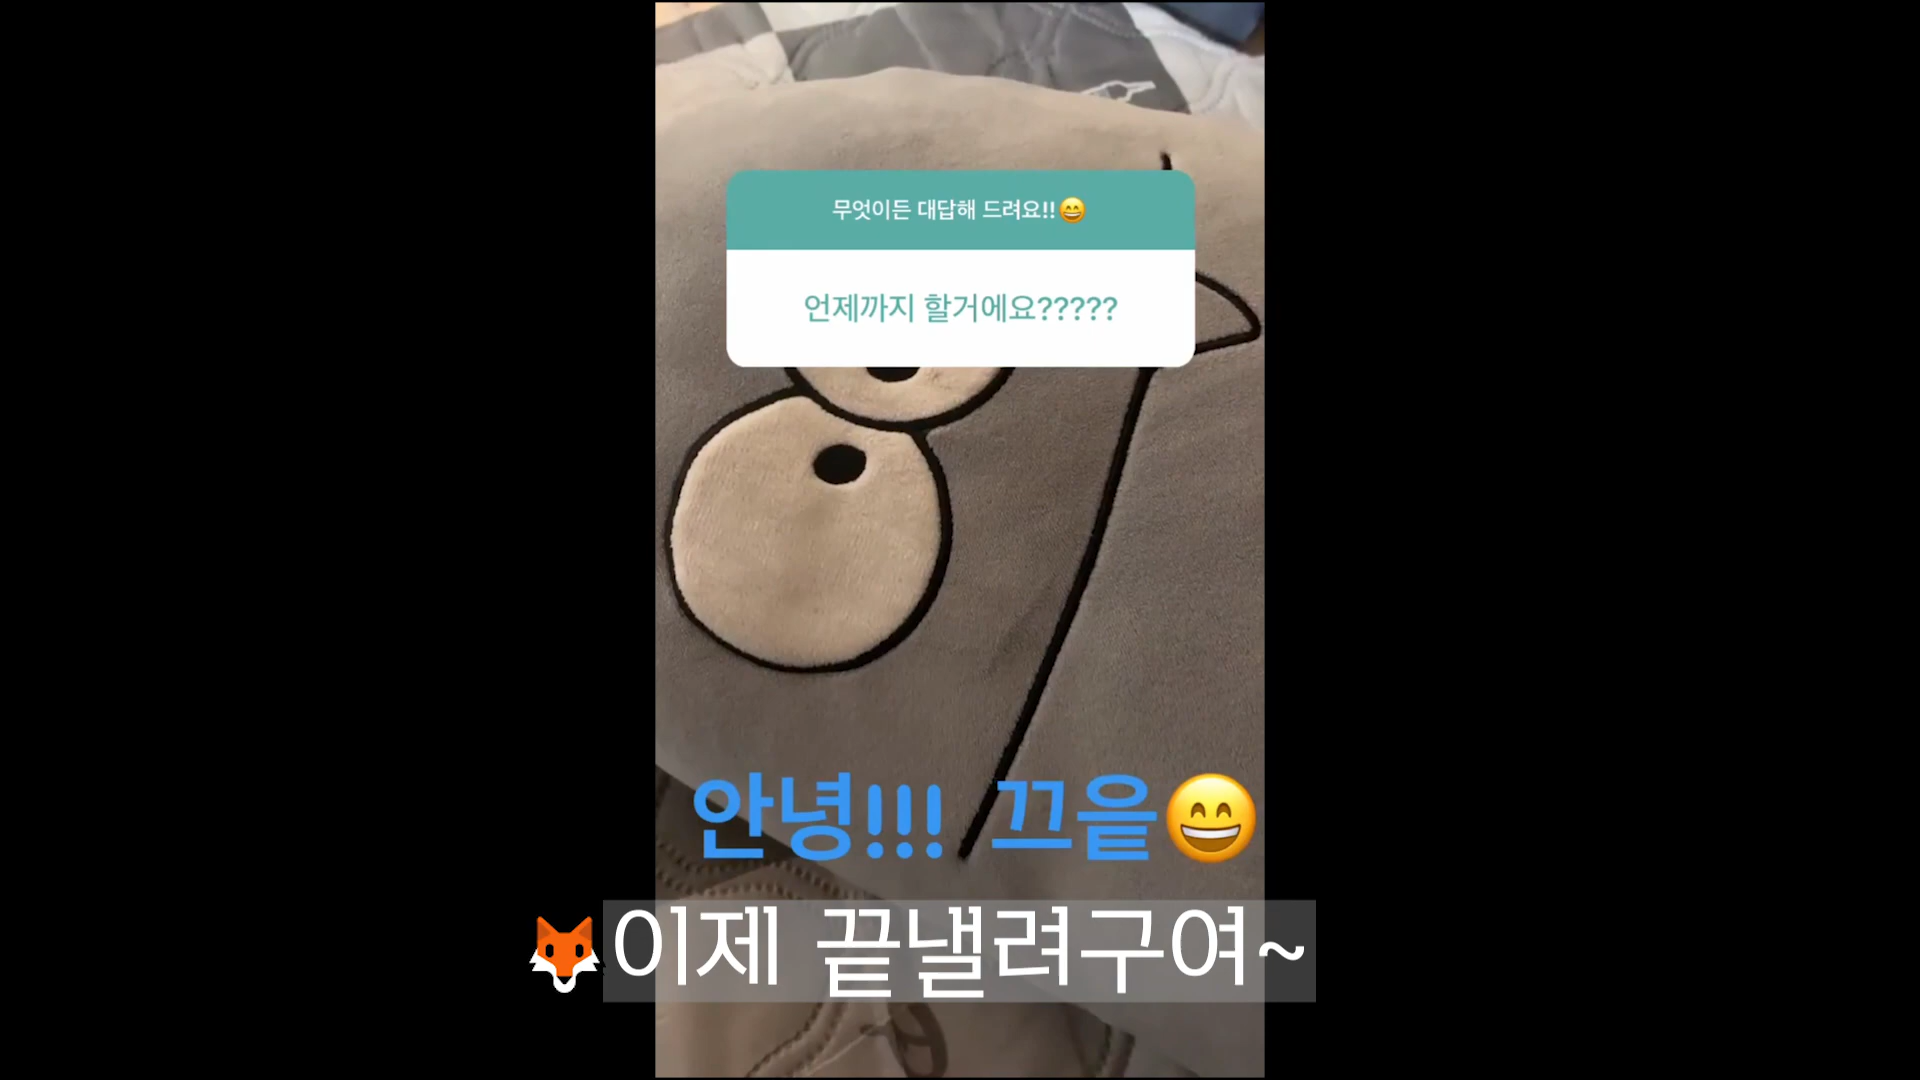 무엇이든 대답해 드려요!!😄
언제까지 할거에요?????
안녕!!! 끄읕😄
🦊이제 끝낼려구여~